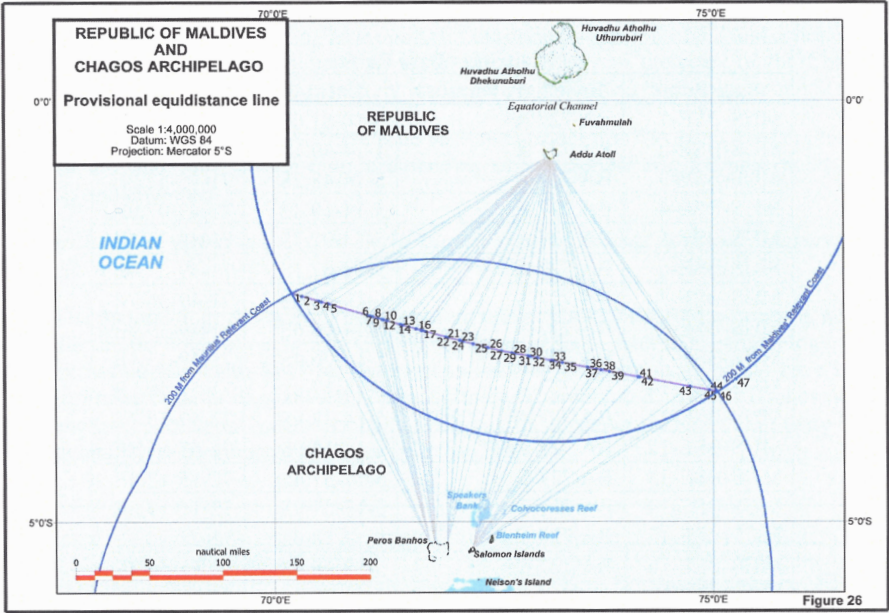 70°0'E
75°0'E
REPUBLIC OF MALDIVES
AND
CHAGOS ARCHIPELAGO
Provisional equidistance line
Scale 1:4,000,000
Datum: WGS 84
Projection: Mercator 5°S
Huvadhu Atholhu
Uthuruburi
Huvadhu Atholhu
Dhekunuburi
0°0'
0°0'
Equatorial Channel
REPUBLIC
OF MALDIVES
Fuvahmulah
Addu Atoll
INDIAN
OCEAN
200 M from Mauritius' Relevant Coast
200 M from Maldives' Relevant Coast
1 2 3 4 5
6 8 10
7 9 12
13 16
14 17
21 23
22 24
25 26
27 29
28 30
31 32
33
34 35
36 38
37 39
41
42
43
44 47
45 46
CHAGOS
ARCHIPELAGO
Speakers
Bank
Colvocoresses Reef
5°0'S
5°0'S
Blenheim Reef
Peros Banhos
Salomon Islands
nautical miles
0 50 100 150 200
Nelson's Island
70°0'E
75°0'E
Figure 26